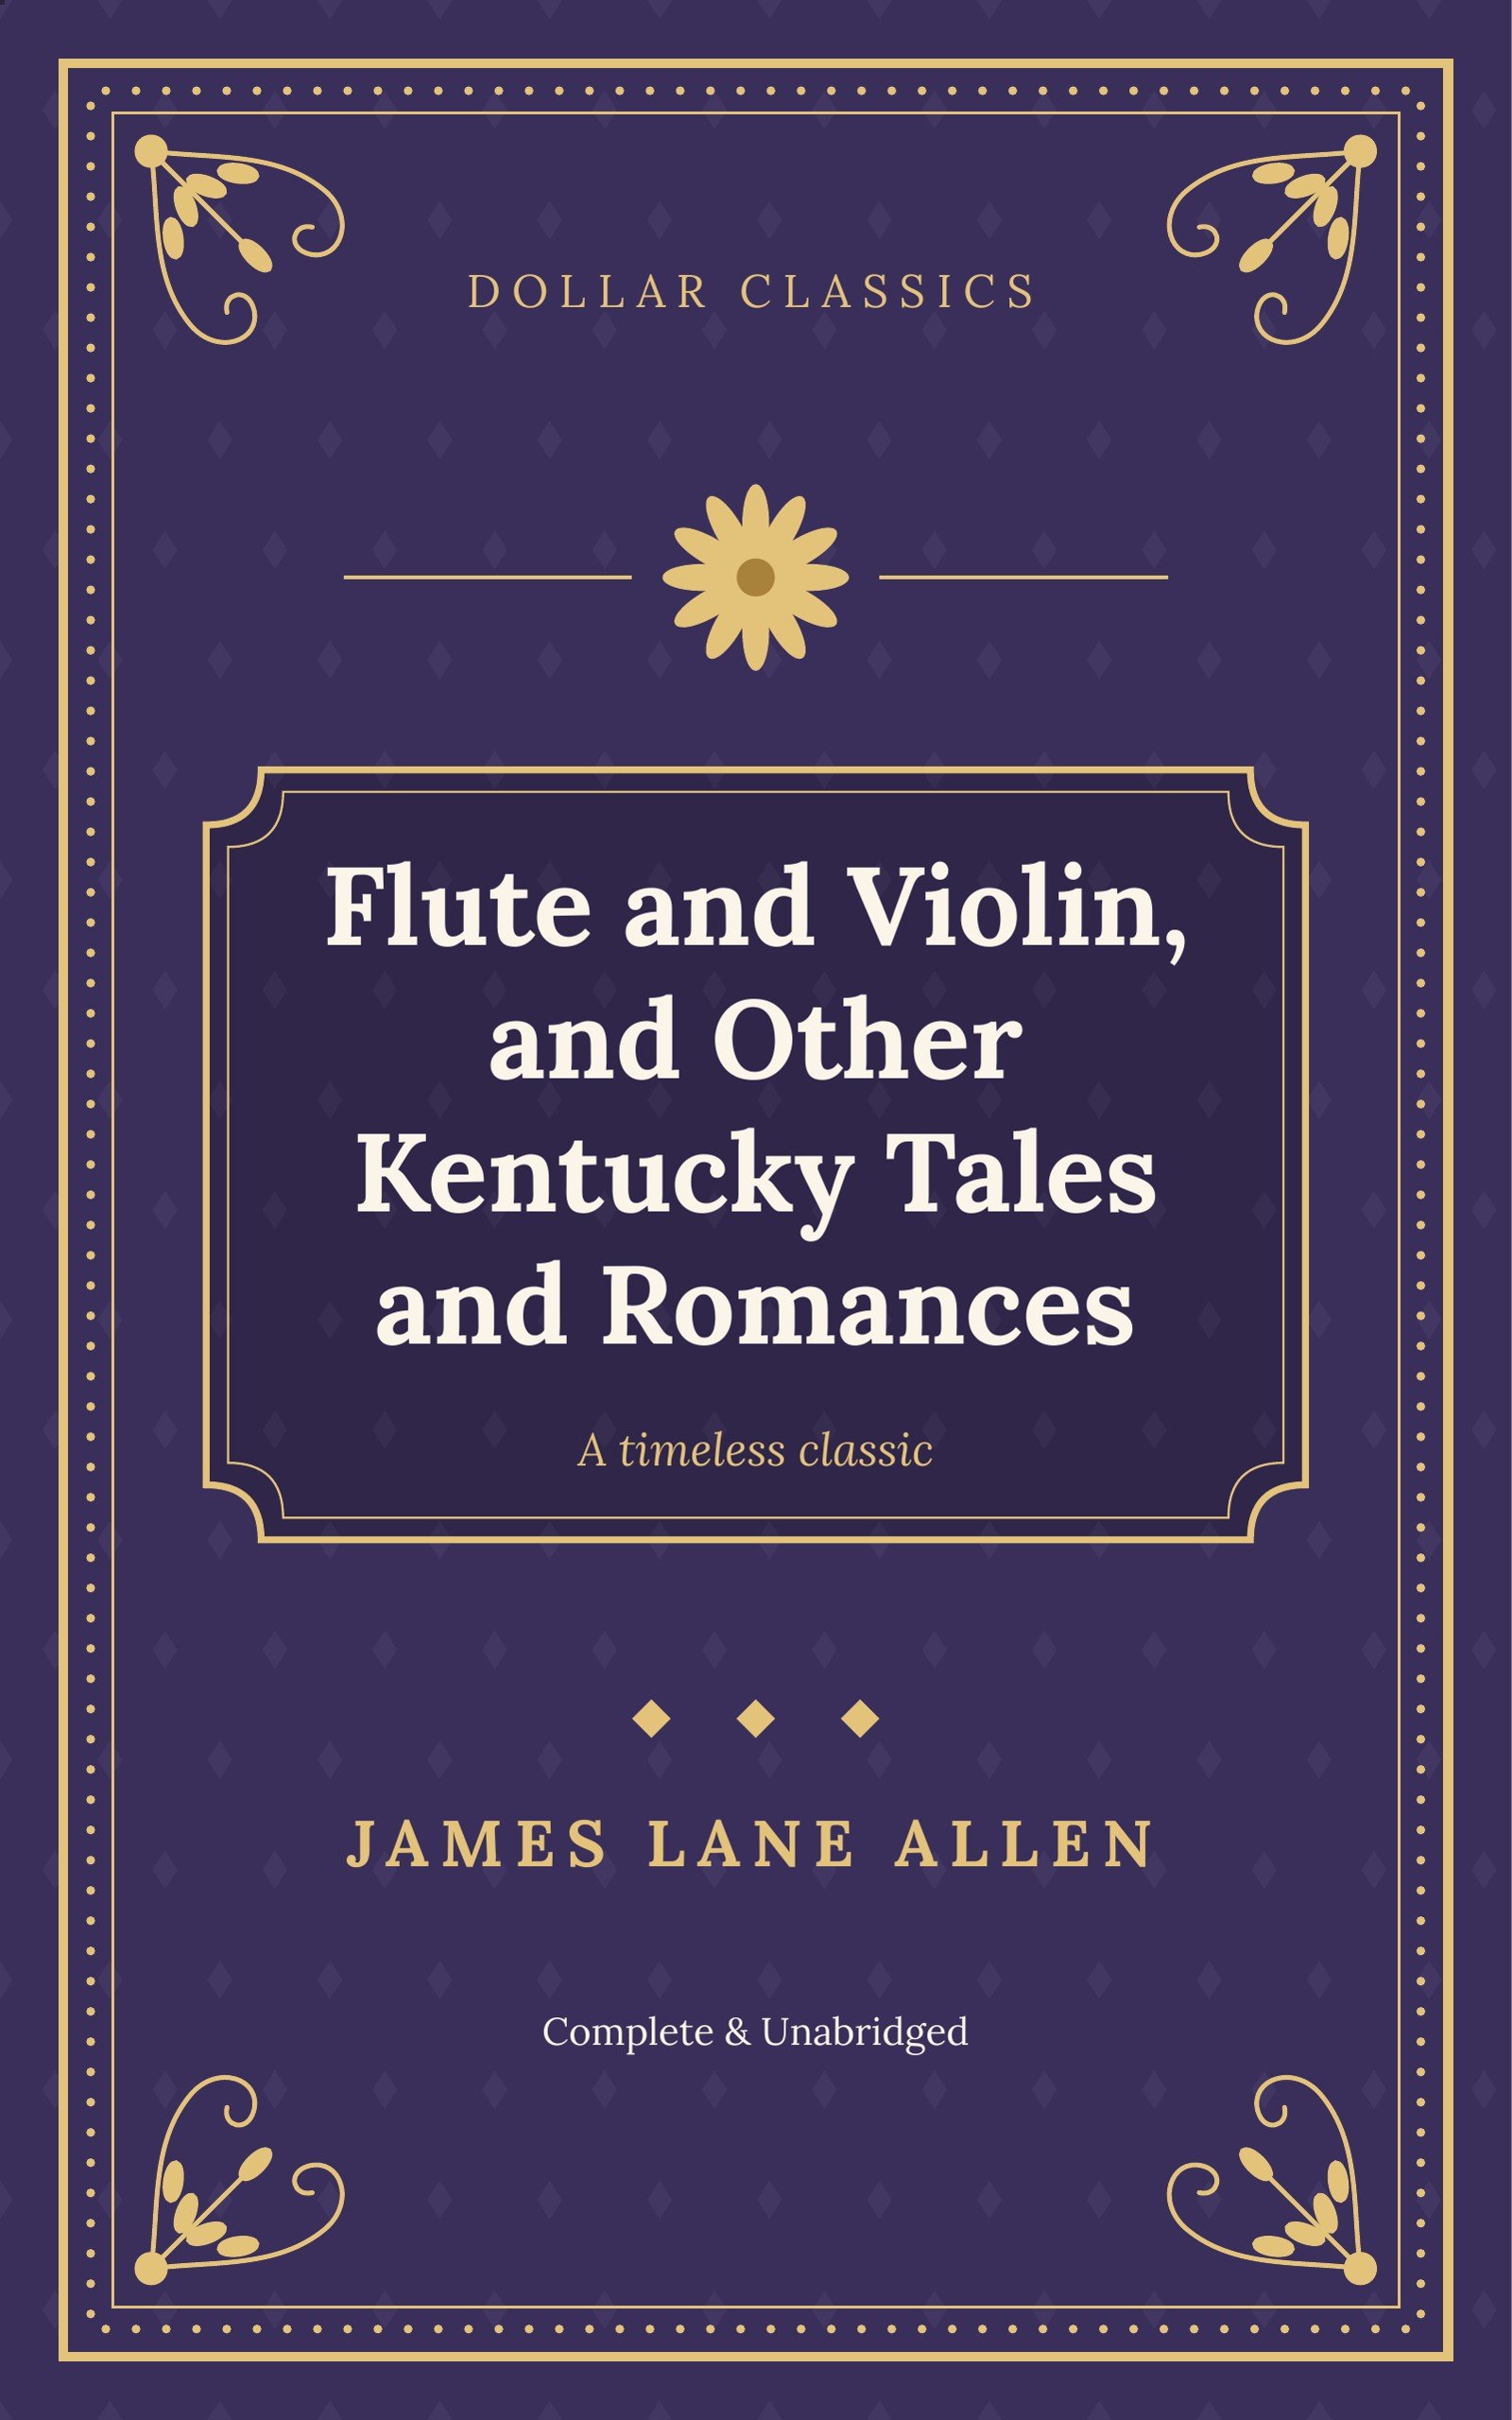 DOLLAR CLASSICS
Flute and Violin,
and Other
Kentucky Tales
and Romances
A timeless classic
JAMES LANE ALLEN
Complete & Unabridged